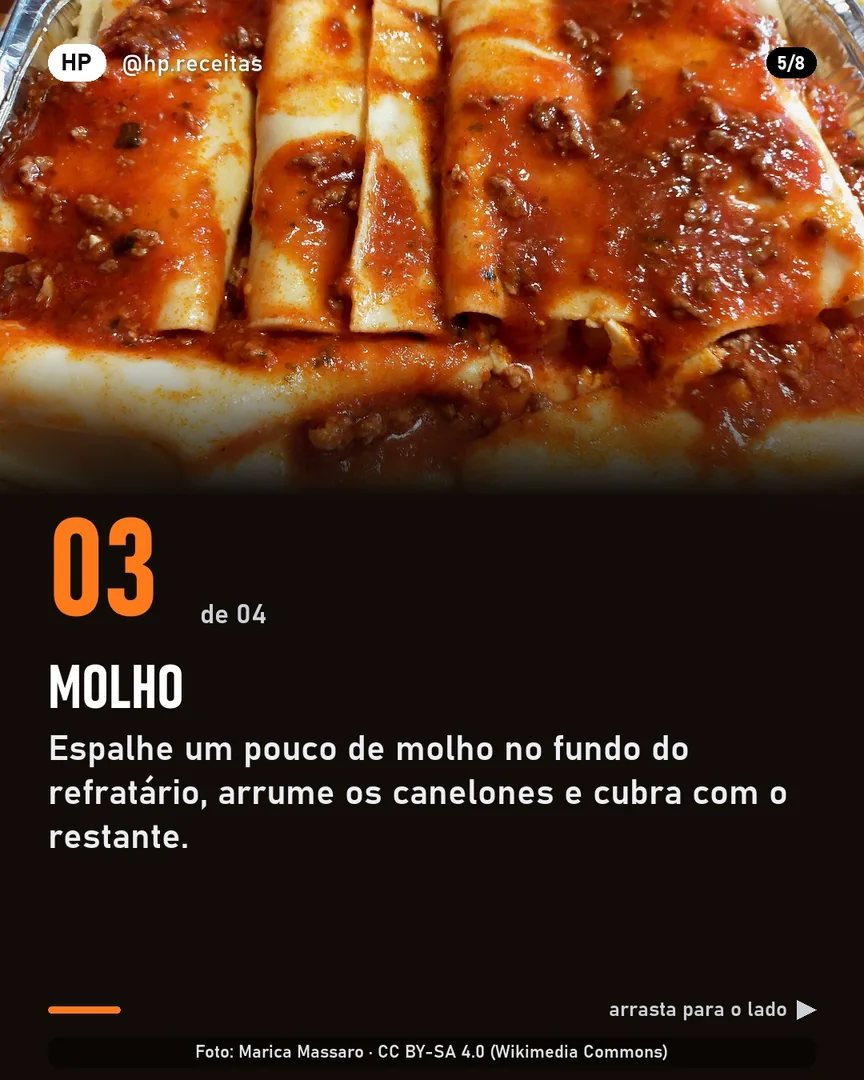 HP @hp.receitas 5/8
03 de 04
MOLHO
Espalhe um pouco de molho no fundo do
refratário, arrume os canelones e cubra com o
restante.
arrasta para o lado ▶
Foto: Marica Massaro · CC BY-SA 4.0 (Wikimedia Commons)